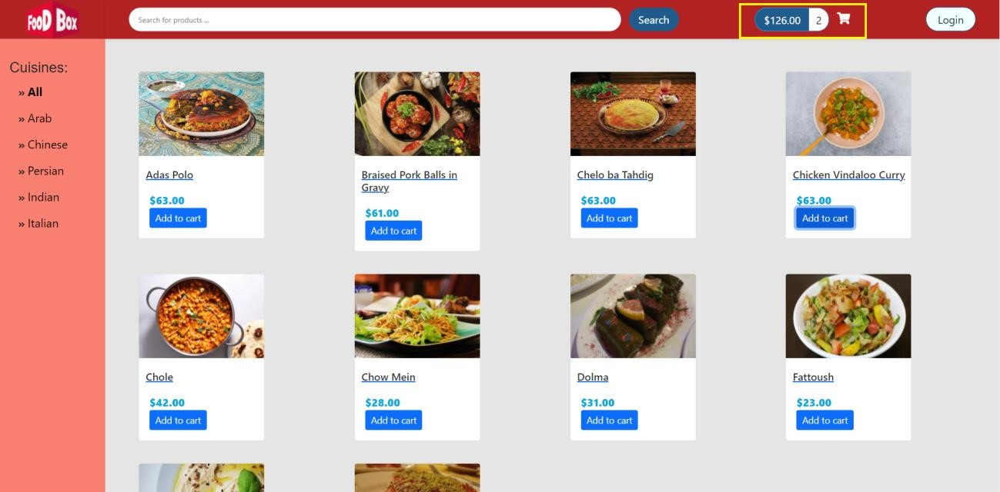 FooD Box
Search for products ...
Search
$126.00 2
Login
Cuisines:
» All
» Arab
» Chinese
» Persian
» Indian
» Italian
Adas Polo
$63.00
Add to cart
Braised Pork Balls in
Gravy
$61.00
Add to cart
Chelo ba Tahdig
$63.00
Add to cart
Chicken Vindaloo Curry
$63.00
Add to cart
Chole
$42.00
Add to cart
Chow Mein
$28.00
Add to cart
Dolma
$31.00
Add to cart
Fattoush
$23.00
Add to cart